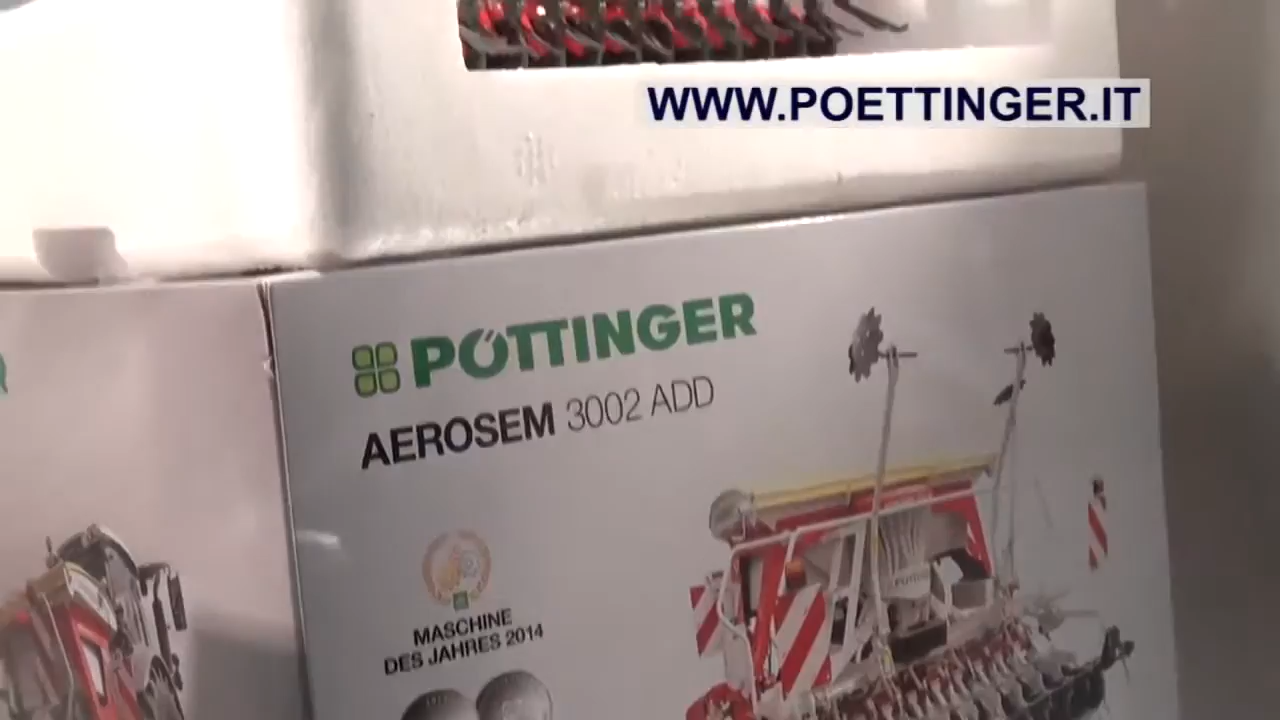 WWW.POETTINGER.IT
PÖTTINGER
AEROSEM 3002 ADD
MASCHINE
DES JAHRES 2014